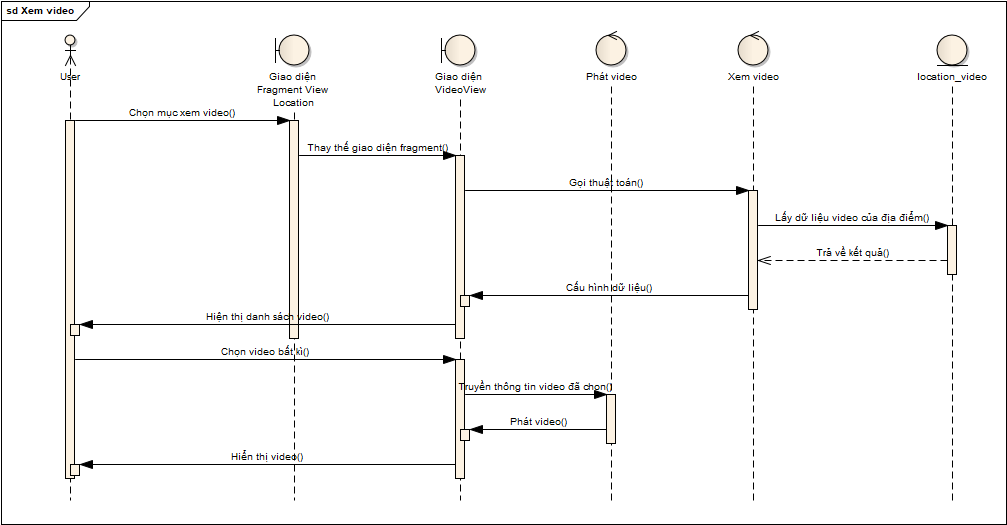 sd Xem video
User
Giao diện
Fragment View
Location
Giao diện
VideoView
Phát video
Xem video
location_video
Chọn mục xem video()
Thay thế giao diện fragment()
Gọi thuật toán()
Lấy dữ liệu video của địa điểm()
Trả về kết quả()
Cấu hình dữ liệu()
Hiện thị danh sách video()
Chọn video bất kì()
Truyền thông tin video đã chọn()
Phát video()
Hiển thị video()